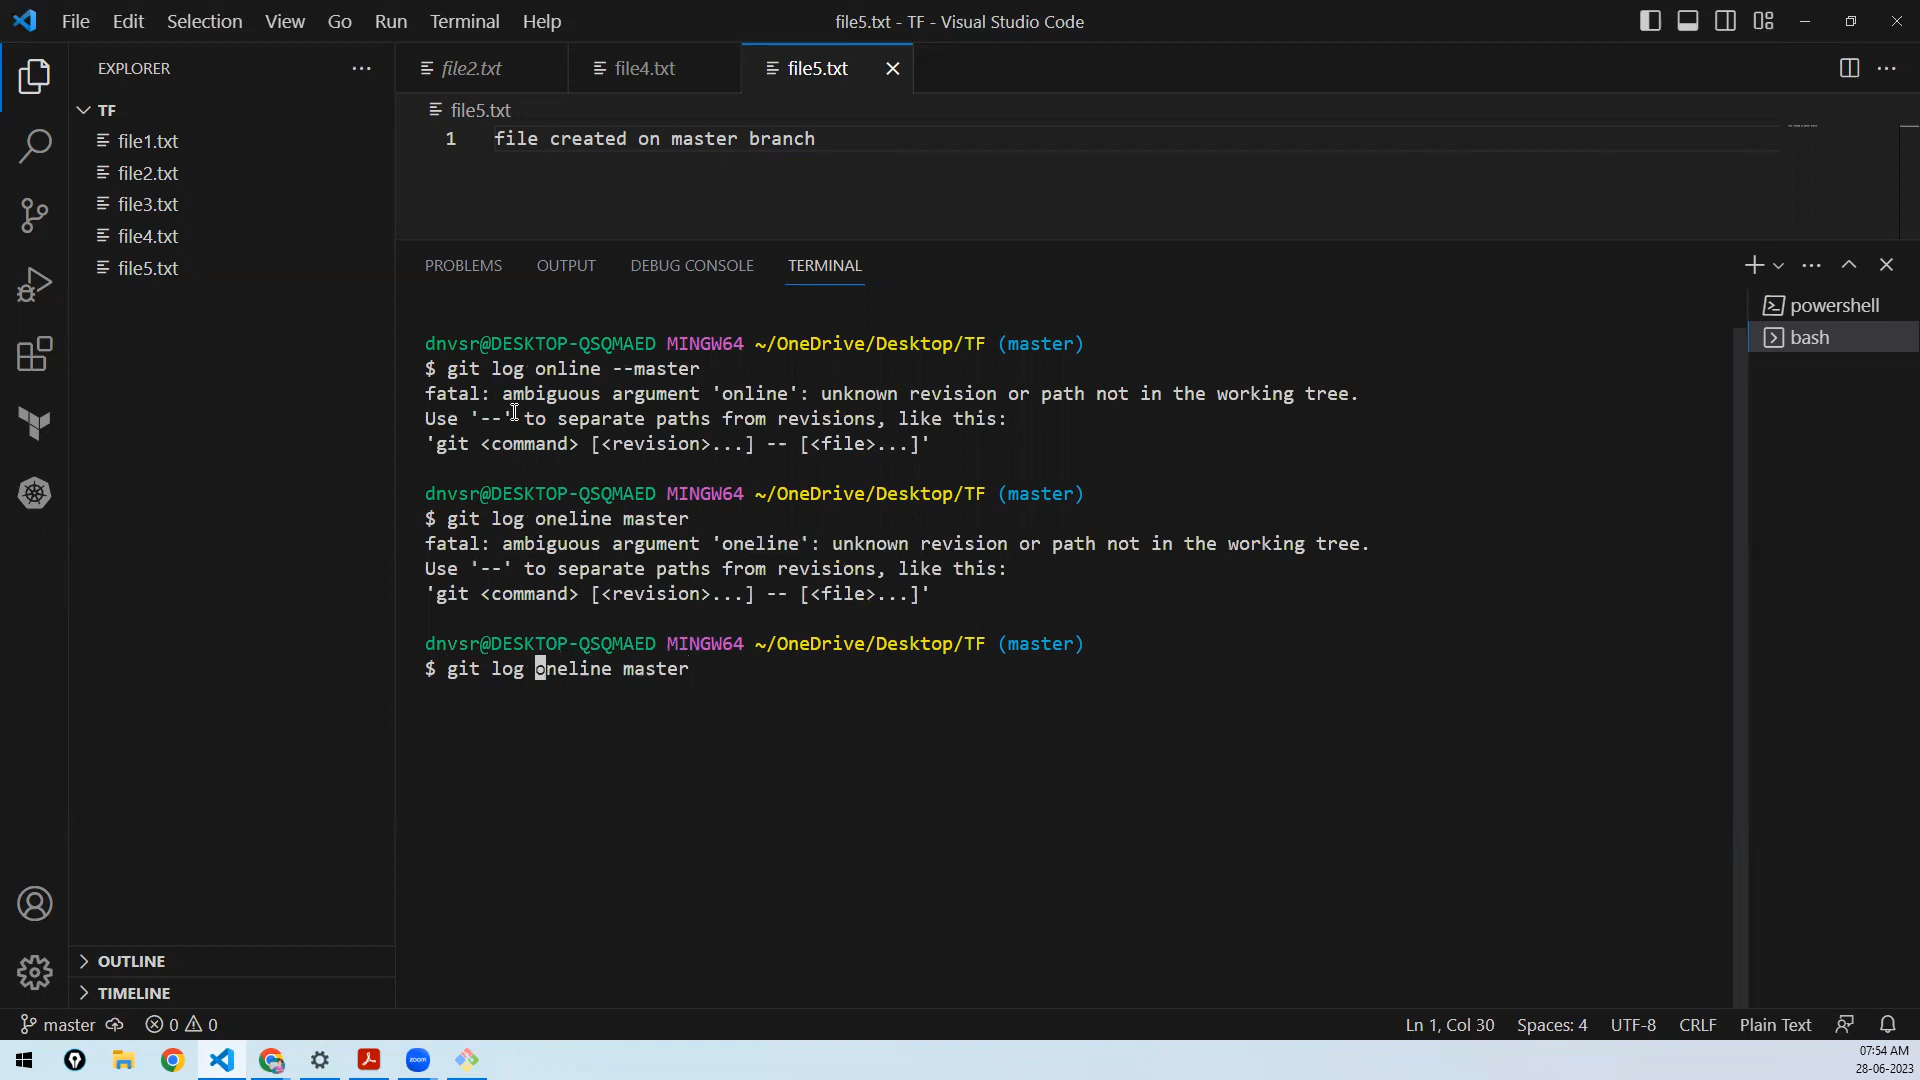 File Edit Selection View Go Run Terminal Help
file5.txt - TF - Visual Studio Code
EXPLORER
TF
file1.txt
file2.txt
file3.txt
file4.txt
file5.txt
OUTLINE
TIMELINE
file2.txt file4.txt file5.txt
file5.txt
1 file created on master branch
PROBLEMS OUTPUT DEBUG CONSOLE TERMINAL
powershell
bash
dnvsr@DESKTOP-QSQMAED MINGW64 ~/OneDrive/Desktop/TF (master)
$ git log online --master
fatal: ambiguous argument 'online': unknown revision or path not in the working tree.
Use '--' to separate paths from revisions, like this:
'git <command> [<revision>...] -- [<file>...]'
dnvsr@DESKTOP-QSQMAED MINGW64 ~/OneDrive/Desktop/TF (master)
$ git log oneline master
fatal: ambiguous argument 'oneline': unknown revision or path not in the working tree.
Use '--' to separate paths from revisions, like this:
'git <command> [<revision>...] -- [<file>...]'
dnvsr@DESKTOP-QSQMAED MINGW64 ~/OneDrive/Desktop/TF (master)
$ git log oneline master
master 0 0
Ln 1, Col 30 Spaces: 4 UTF-8 CRLF Plain Text
zoom
07:54 AM
28-06-2023